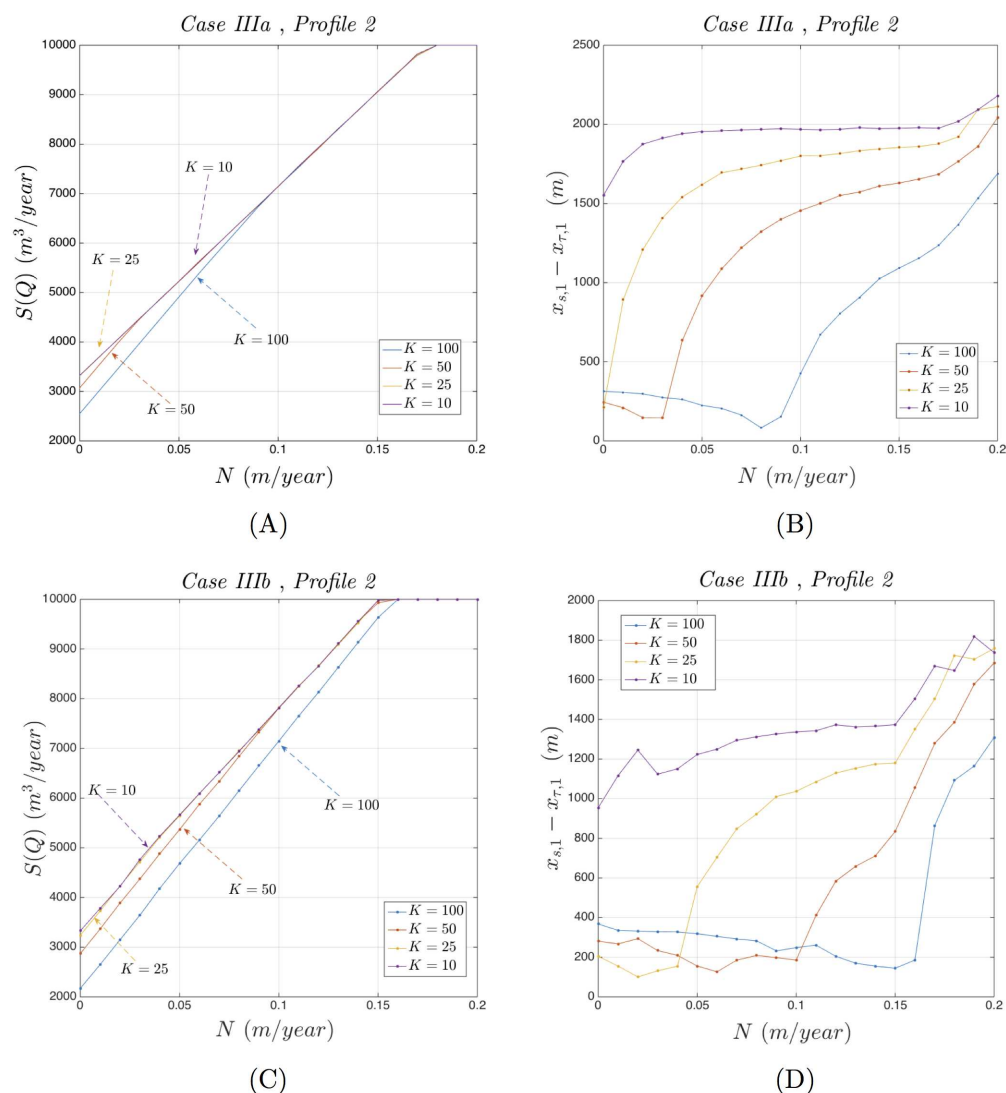 Case IIIa , Profile 2
10000
9000
8000
7000
6000
5000
4000
3000
2000
S(Q) (m³/year)
0
0.05
0.1
0.15
0.2
N (m/year)
K = 10
K = 25
K = 100
K = 50
K = 100
K = 50
K = 25
K = 10
(A)
Case IIIa , Profile 2
2500
2000
1500
1000
500
0
x_{s,1} − x_{τ,1} (m)
0
0.05
0.1
0.15
0.2
N (m/year)
K = 100
K = 50
K = 25
K = 10
(B)
Case IIIb , Profile 2
10000
9000
8000
7000
6000
5000
4000
3000
2000
S(Q) (m³/year)
0
0.05
0.1
0.15
0.2
N (m/year)
K = 10
K = 100
K = 50
K = 25
K = 100
K = 50
K = 25
K = 10
(C)
Case IIIb , Profile 2
2000
1800
1600
1400
1200
1000
800
600
400
200
0
x_{s,1} − x_{τ,1} (m)
0
0.05
0.1
0.15
0.2
N (m/year)
K = 100
K = 50
K = 25
K = 10
(D)